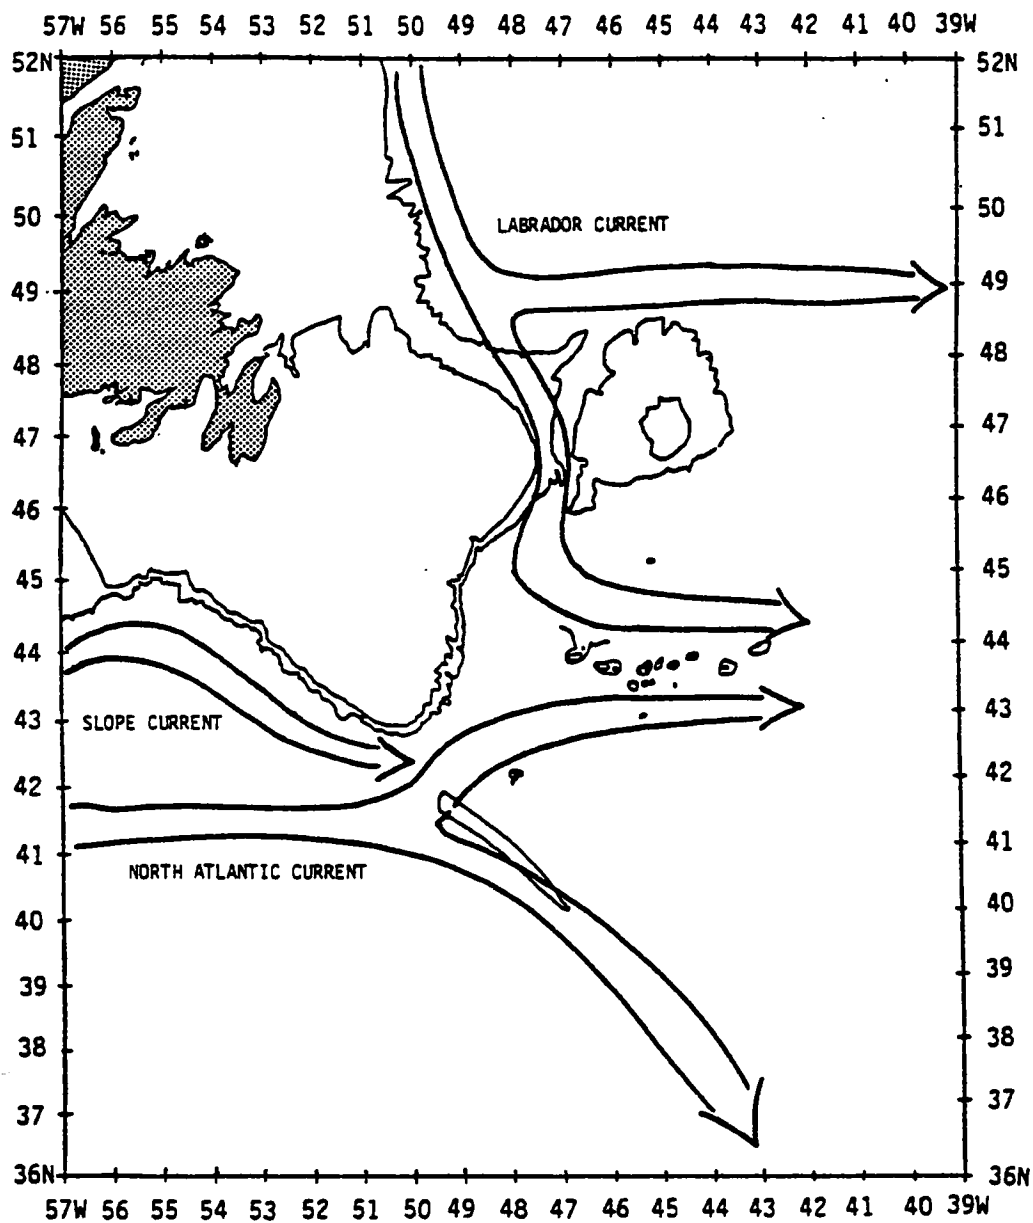 57W 56 55 54 53 52 51 50 49 48 47 46 45 44 43 42 41 40 39W
52N 52N
51 51
50 50
LABRADOR CURRENT
49 49
48 48
47 47
46 46
45 45
44 44
43 43
SLOPE CURRENT
42 42
41 41
NORTH ATLANTIC CURRENT
40 40
39 39
38 38
37 37
36N 36N
57W 56 55 54 53 52 51 50 49 48 47 46 45 44 43 42 41 40 39W